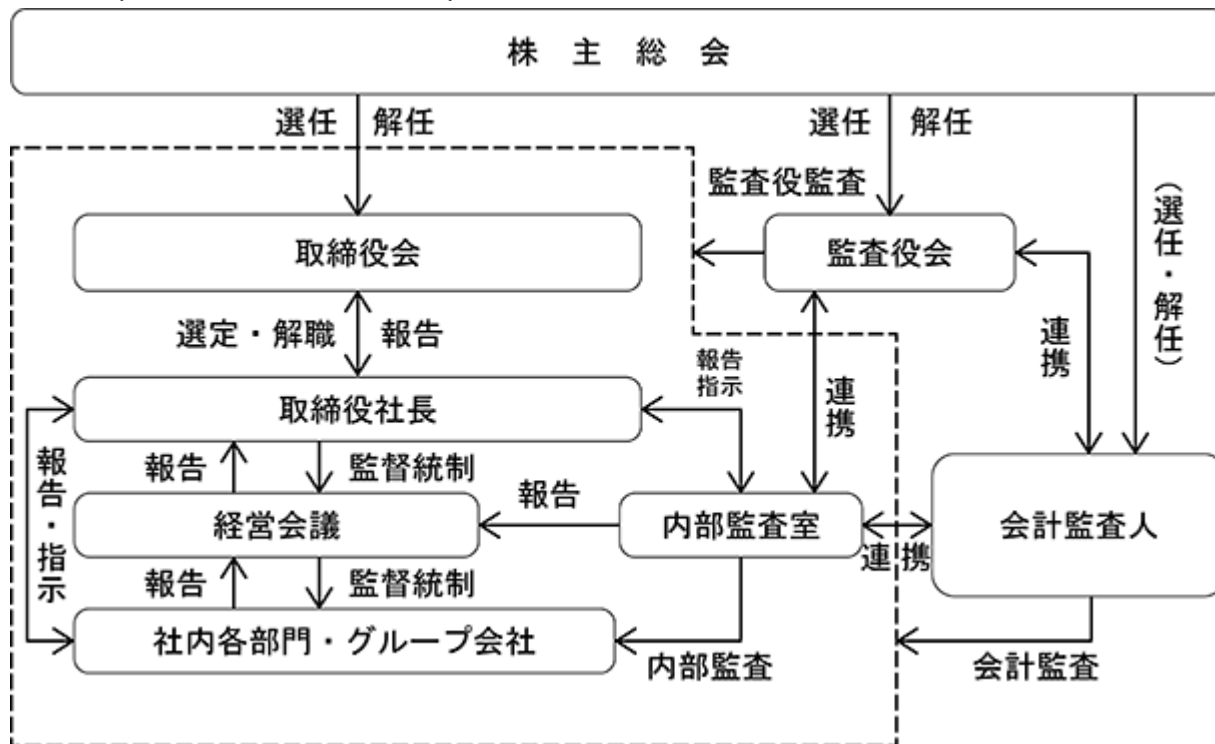 株 主 総 会
選任 解任
選任 解任
(選任・解任)
監査役監査
取締役会
監査役会
選定・解職 報告
連携
報告
指示
取締役社長
連携
報告・指示
報告 監督統制
報告
経営会議
内部監査室
連携
会計監査人
報告 監督統制
社内各部門・グループ会社
内部監査
会計監査